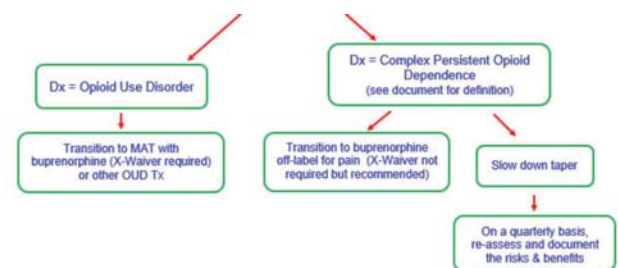 Dx = Opioid Use Disorder
Dx = Complex Persistent Opioid
Dependence
(see document for definition)
Transition to MAT with
buprenorphine (X-Waiver required)
or other OUD Tx
Transition to buprenorphine
off-label for pain (X-Waiver not
required but recommended)
Slow down taper
On a quarterly basis,
re-assess and document
the risks & benefits